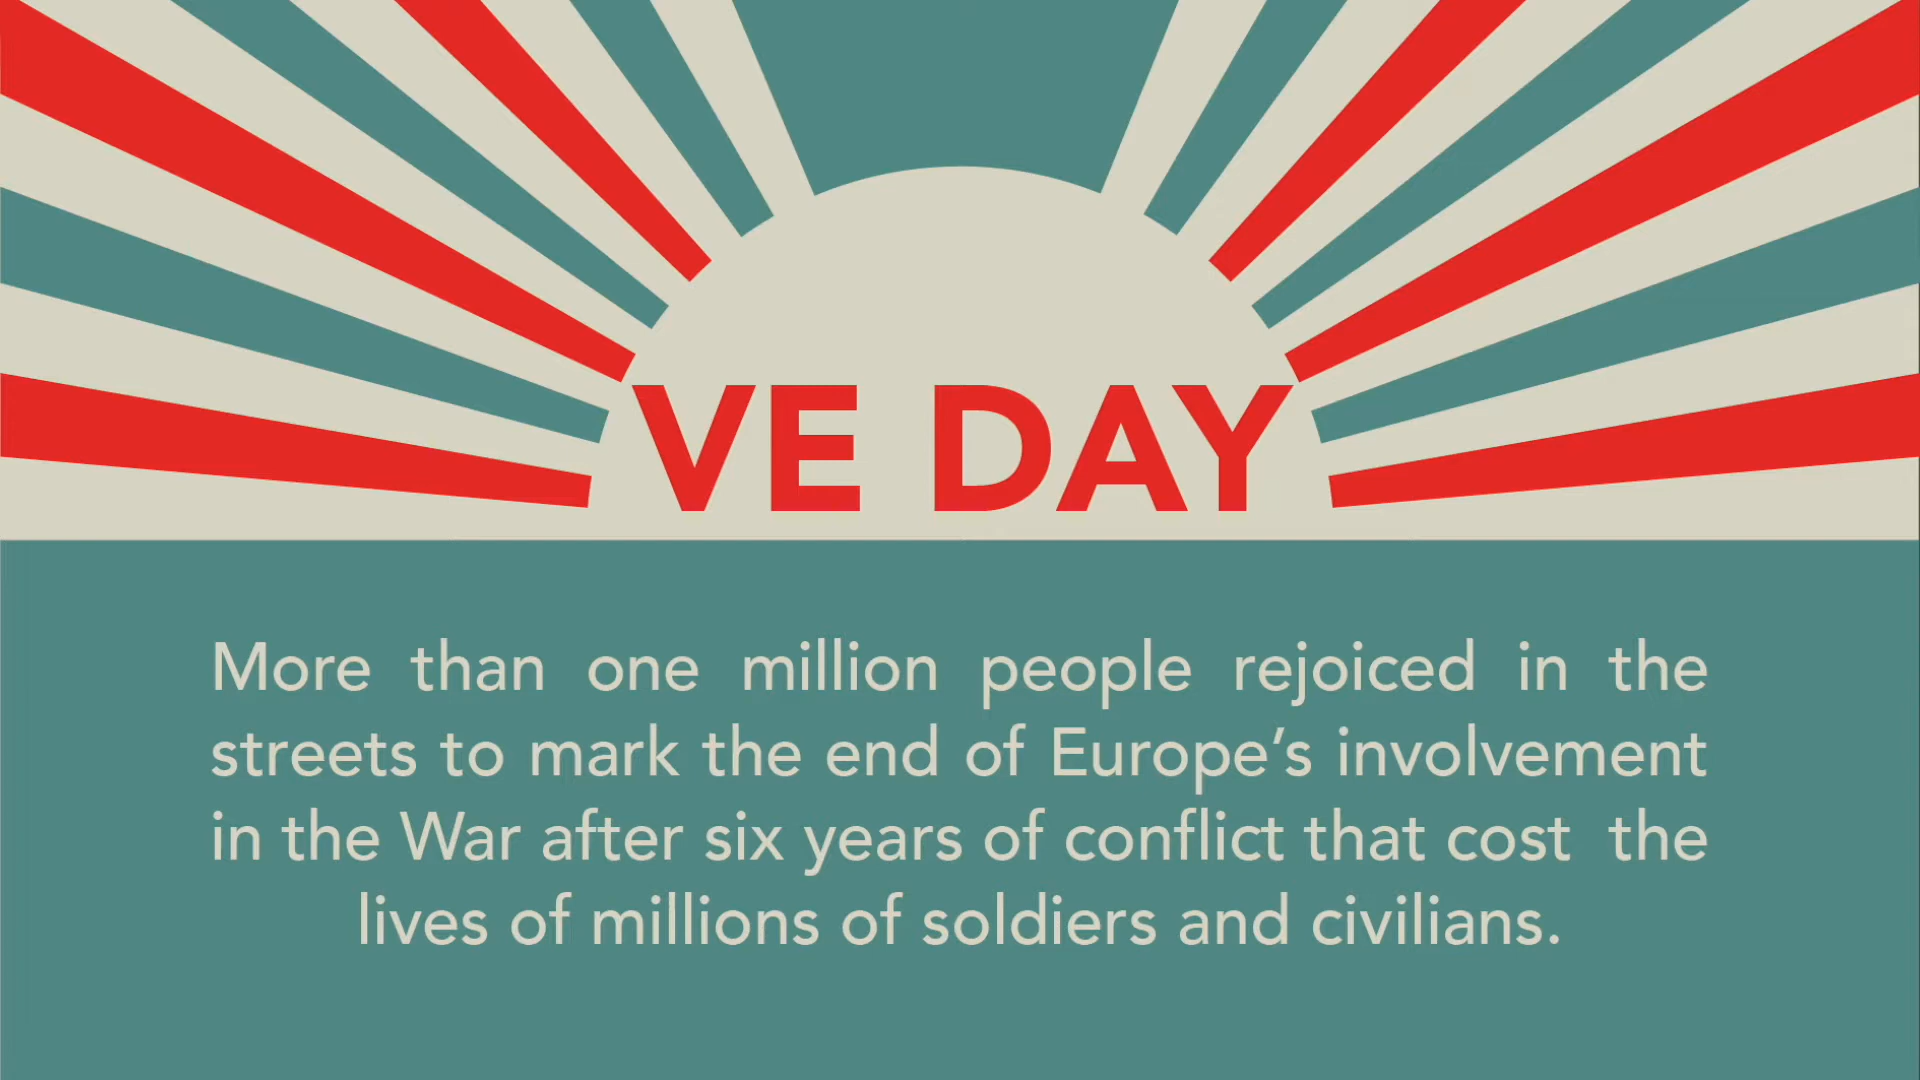 VE DAY
More than one million people rejoiced in the
streets to mark the end of Europe’s involvement
in the War after six years of conflict that cost the
lives of millions of soldiers and civilians.